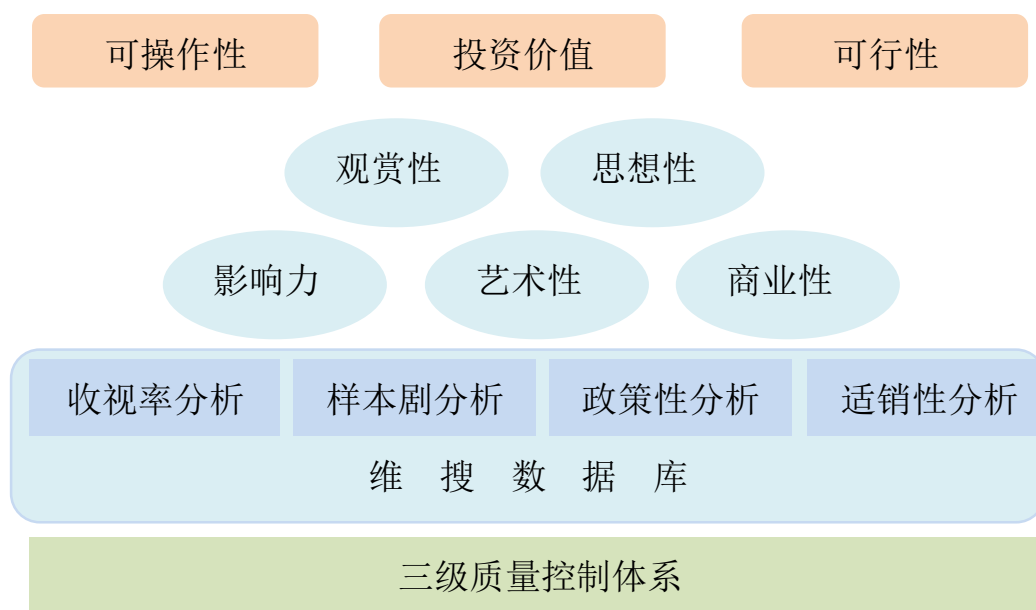 可操作性 投资价值 可行性
观赏性 思想性
影响力 艺术性 商业性
收视率分析 样本剧分析 政策性分析 适销性分析
维 搜 数 据 库
三级质量控制体系